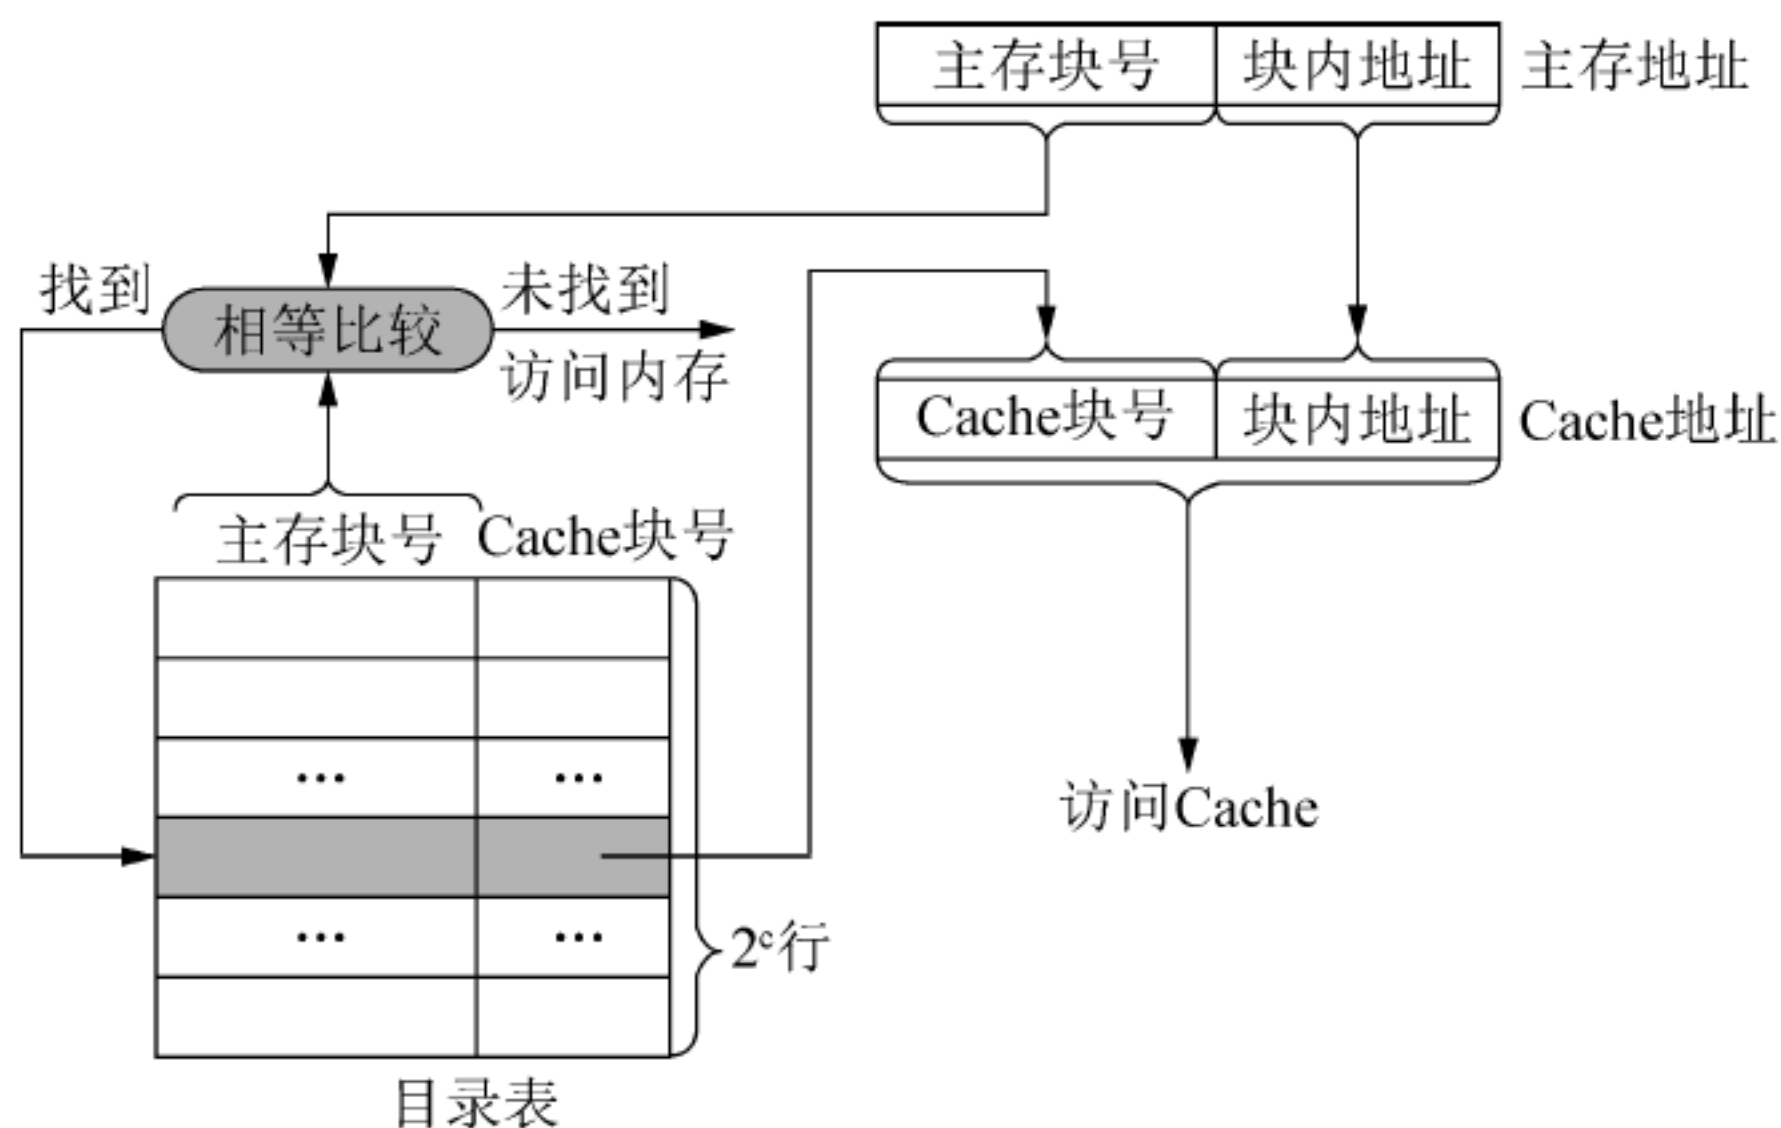 主存块号 块内地址 主存地址
找到 相等比较 未找到
访问内存
Cache块号 块内地址 Cache地址
主存块号 Cache块号
… …
访问Cache
… … 2ᶜ行
目录表